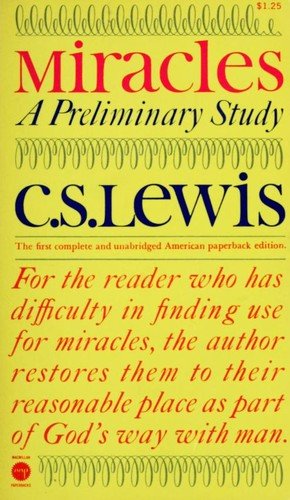 $1.25
Miracles
A Preliminary Study
C.S.Lewis
The first complete and unabridged American paperback edition.
For the reader who has
difficulty in finding use
for miracles, the author
restores them to their
reasonable place as part
of God's way with man.
MACMILLAN
PAPERBACKS